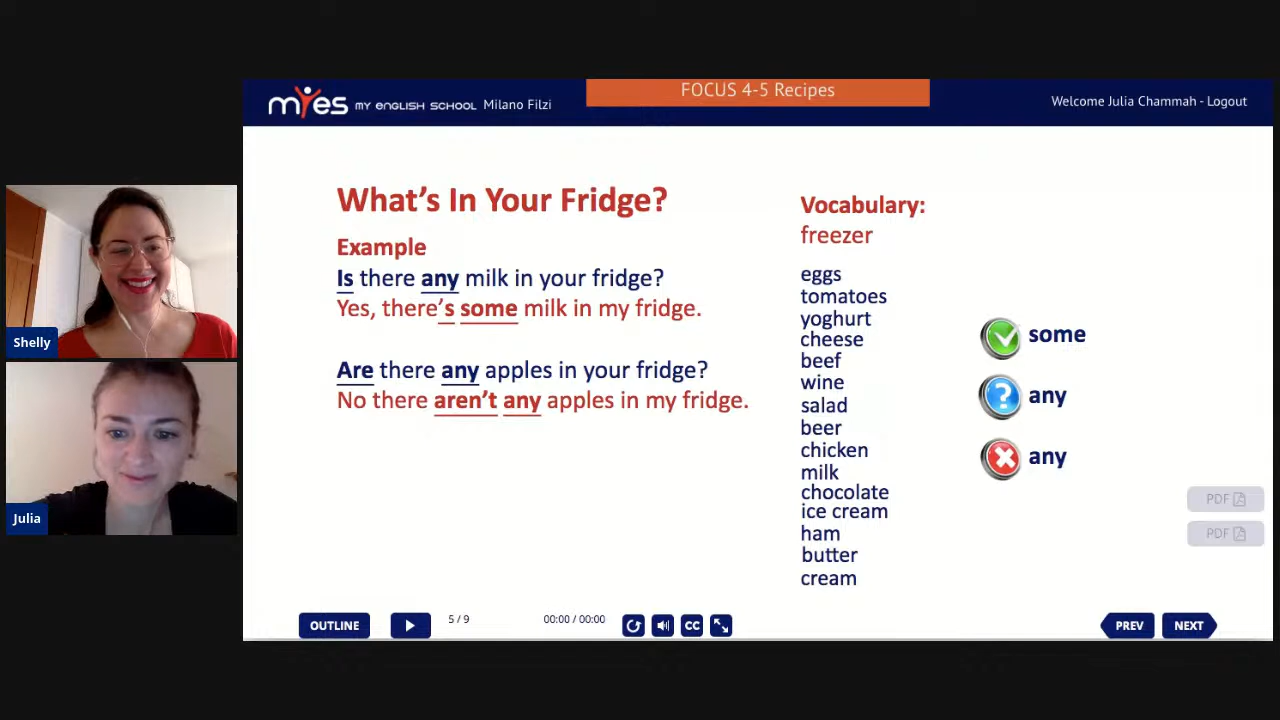 FOCUS 4-5 Recipes
myes MY ENGLISH SCHOOL Milano Filzi
Welcome Julia Chammah - Logout
What's In Your Fridge?
Example
Is there any milk in your fridge?
Yes, there's some milk in my fridge.
Are there any apples in your fridge?
No there aren't any apples in my fridge.
Vocabulary:
freezer
eggs
tomatoes
yoghurt
cheese
beef
wine
salad
beer
chicken
milk
chocolate
ice cream
ham
butter
cream
some
any
any
PDF
PDF
Shelly
Julia
OUTLINE
5 / 9
00:00 / 00:00
CC
PREV
NEXT